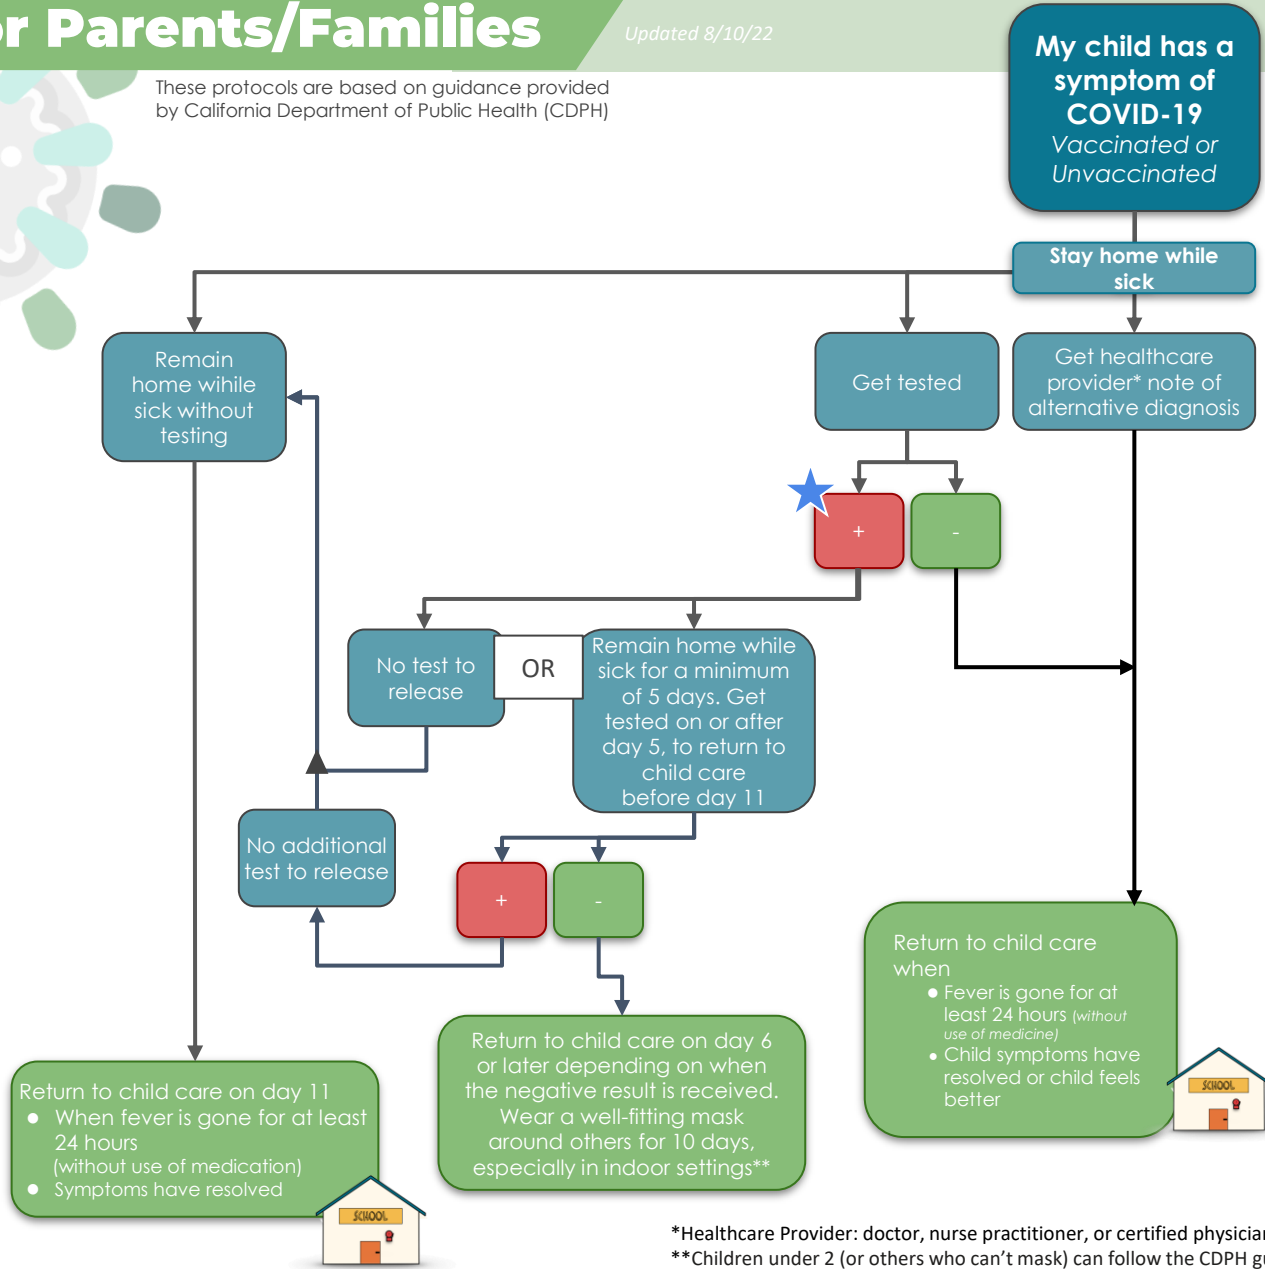 or Parents/Families
Updated 8/10/22
These protocols are based on guidance provided
by California Department of Public Health (CDPH)
My child has a
symptom of
COVID-19
Vaccinated or
Unvaccinated
Stay home while
sick
Remain
home wihile
sick without
testing
Get tested
Get healthcare
provider* note of
alternative diagnosis
+
-
No test to
release
OR
Remain home while
sick for a minimum
of 5 days. Get
tested on or after
day 5, to return to
child care
before day 11
No additional
test to release
+
-
Return to child care
when
● Fever is gone for at
least 24 hours (without
use of medicine)
● Child symptoms have
resolved or child feels
better
SCHOOL
Return to child care on day 6
or later depending on when
the negative result is received.
Wear a well-fitting mask
around others for 10 days,
especially in indoor settings**
Return to child care on day 11
● When fever is gone for at least
24 hours
(without use of medication)
● Symptoms have resolved
SCHOOL
*Healthcare Provider: doctor, nurse practitioner, or certified physician
**Children under 2 (or others who can’t mask) can follow the CDPH gu